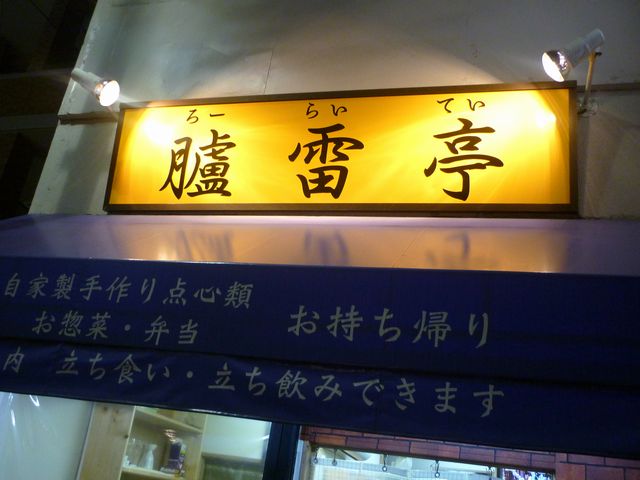 ろー らい てい
臚雷亭
自家製手作り点心類
お惣菜・弁当 お持ち帰り
内 立ち食い・立ち飲みできます